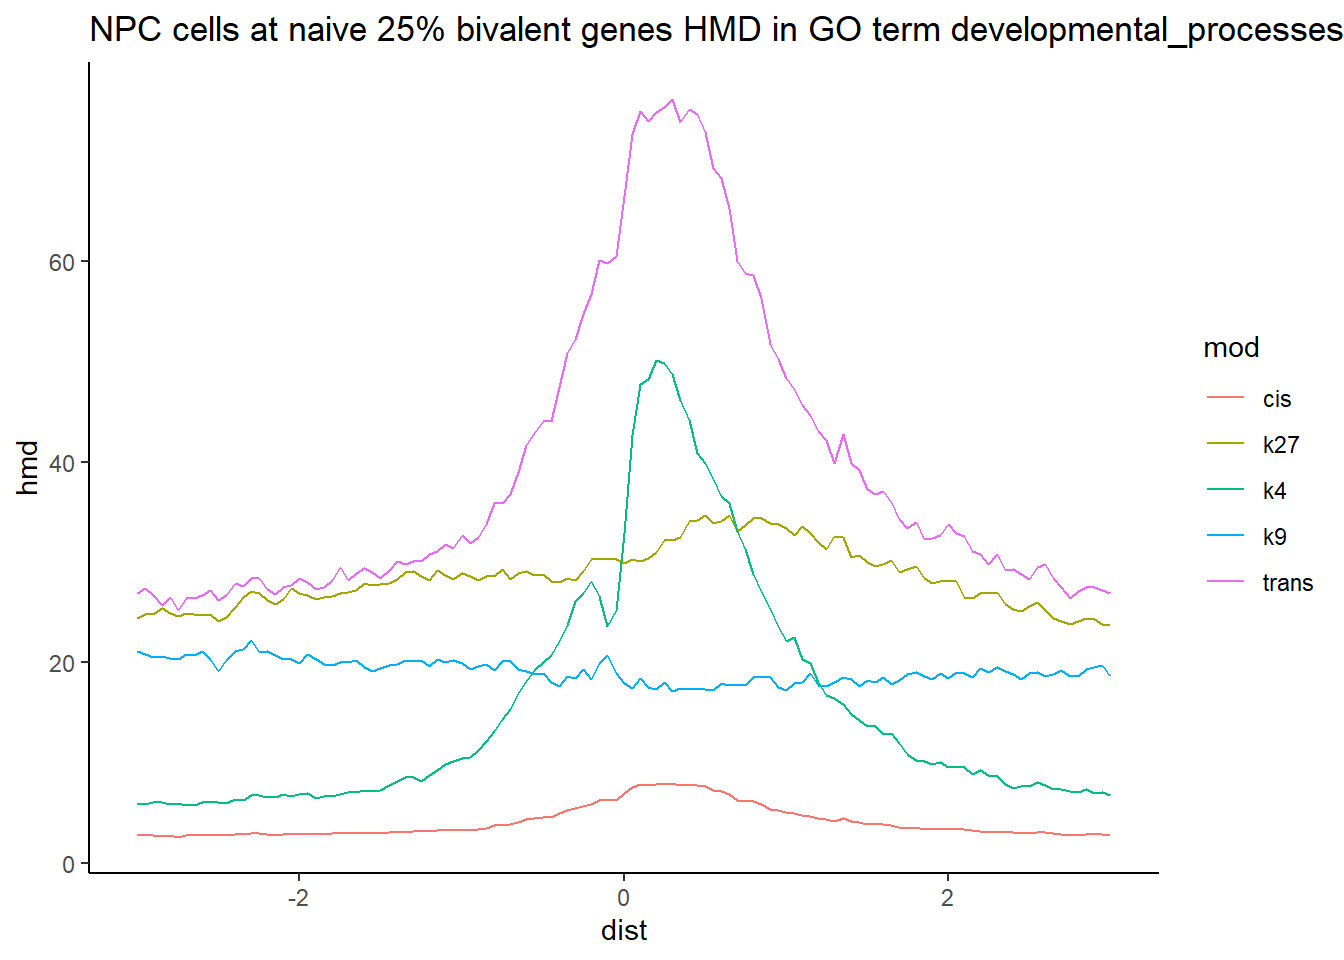 NPC cells at naive 25% bivalent genes HMD in GO term developmental_processes
hmd
60
40
20
0
-2
0
2
dist
mod
cis
k27
k4
k9
trans